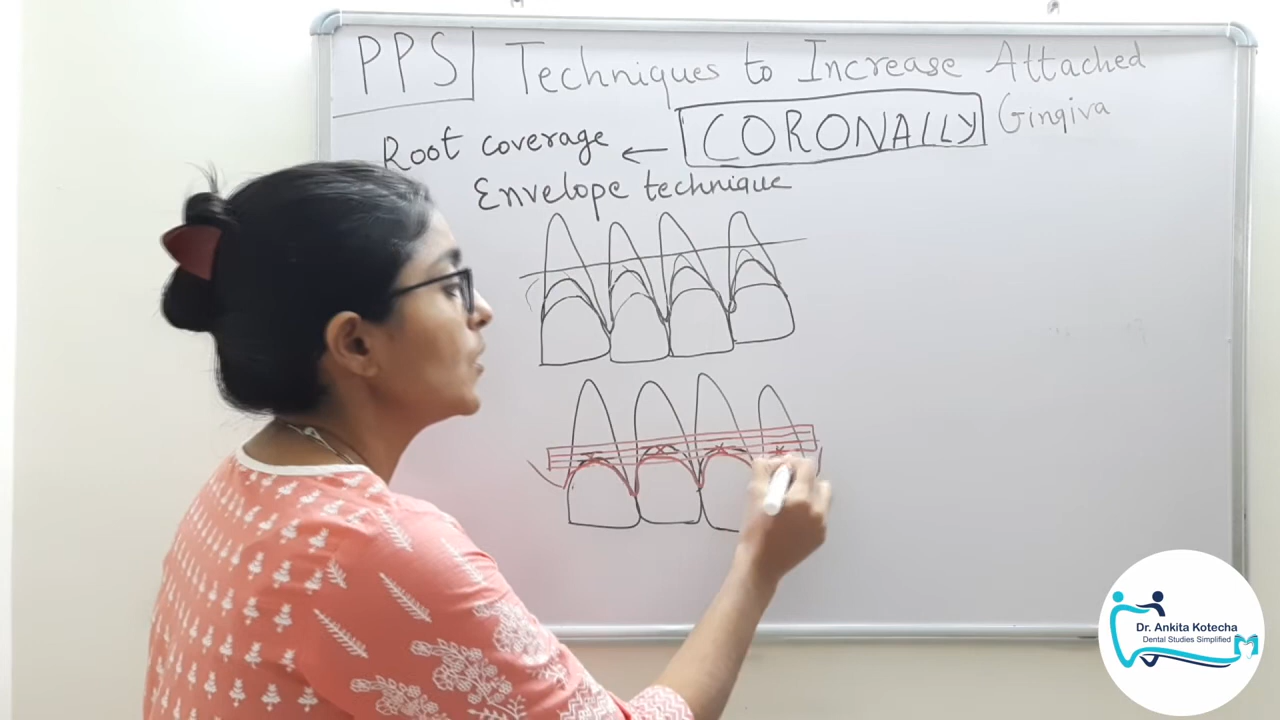 PPS Techniques to Increase Attached
Gingiva
Root coverage ← CORONALLY
Envelope technique
Dr. Ankita Kotecha
Dental Studies Simplified